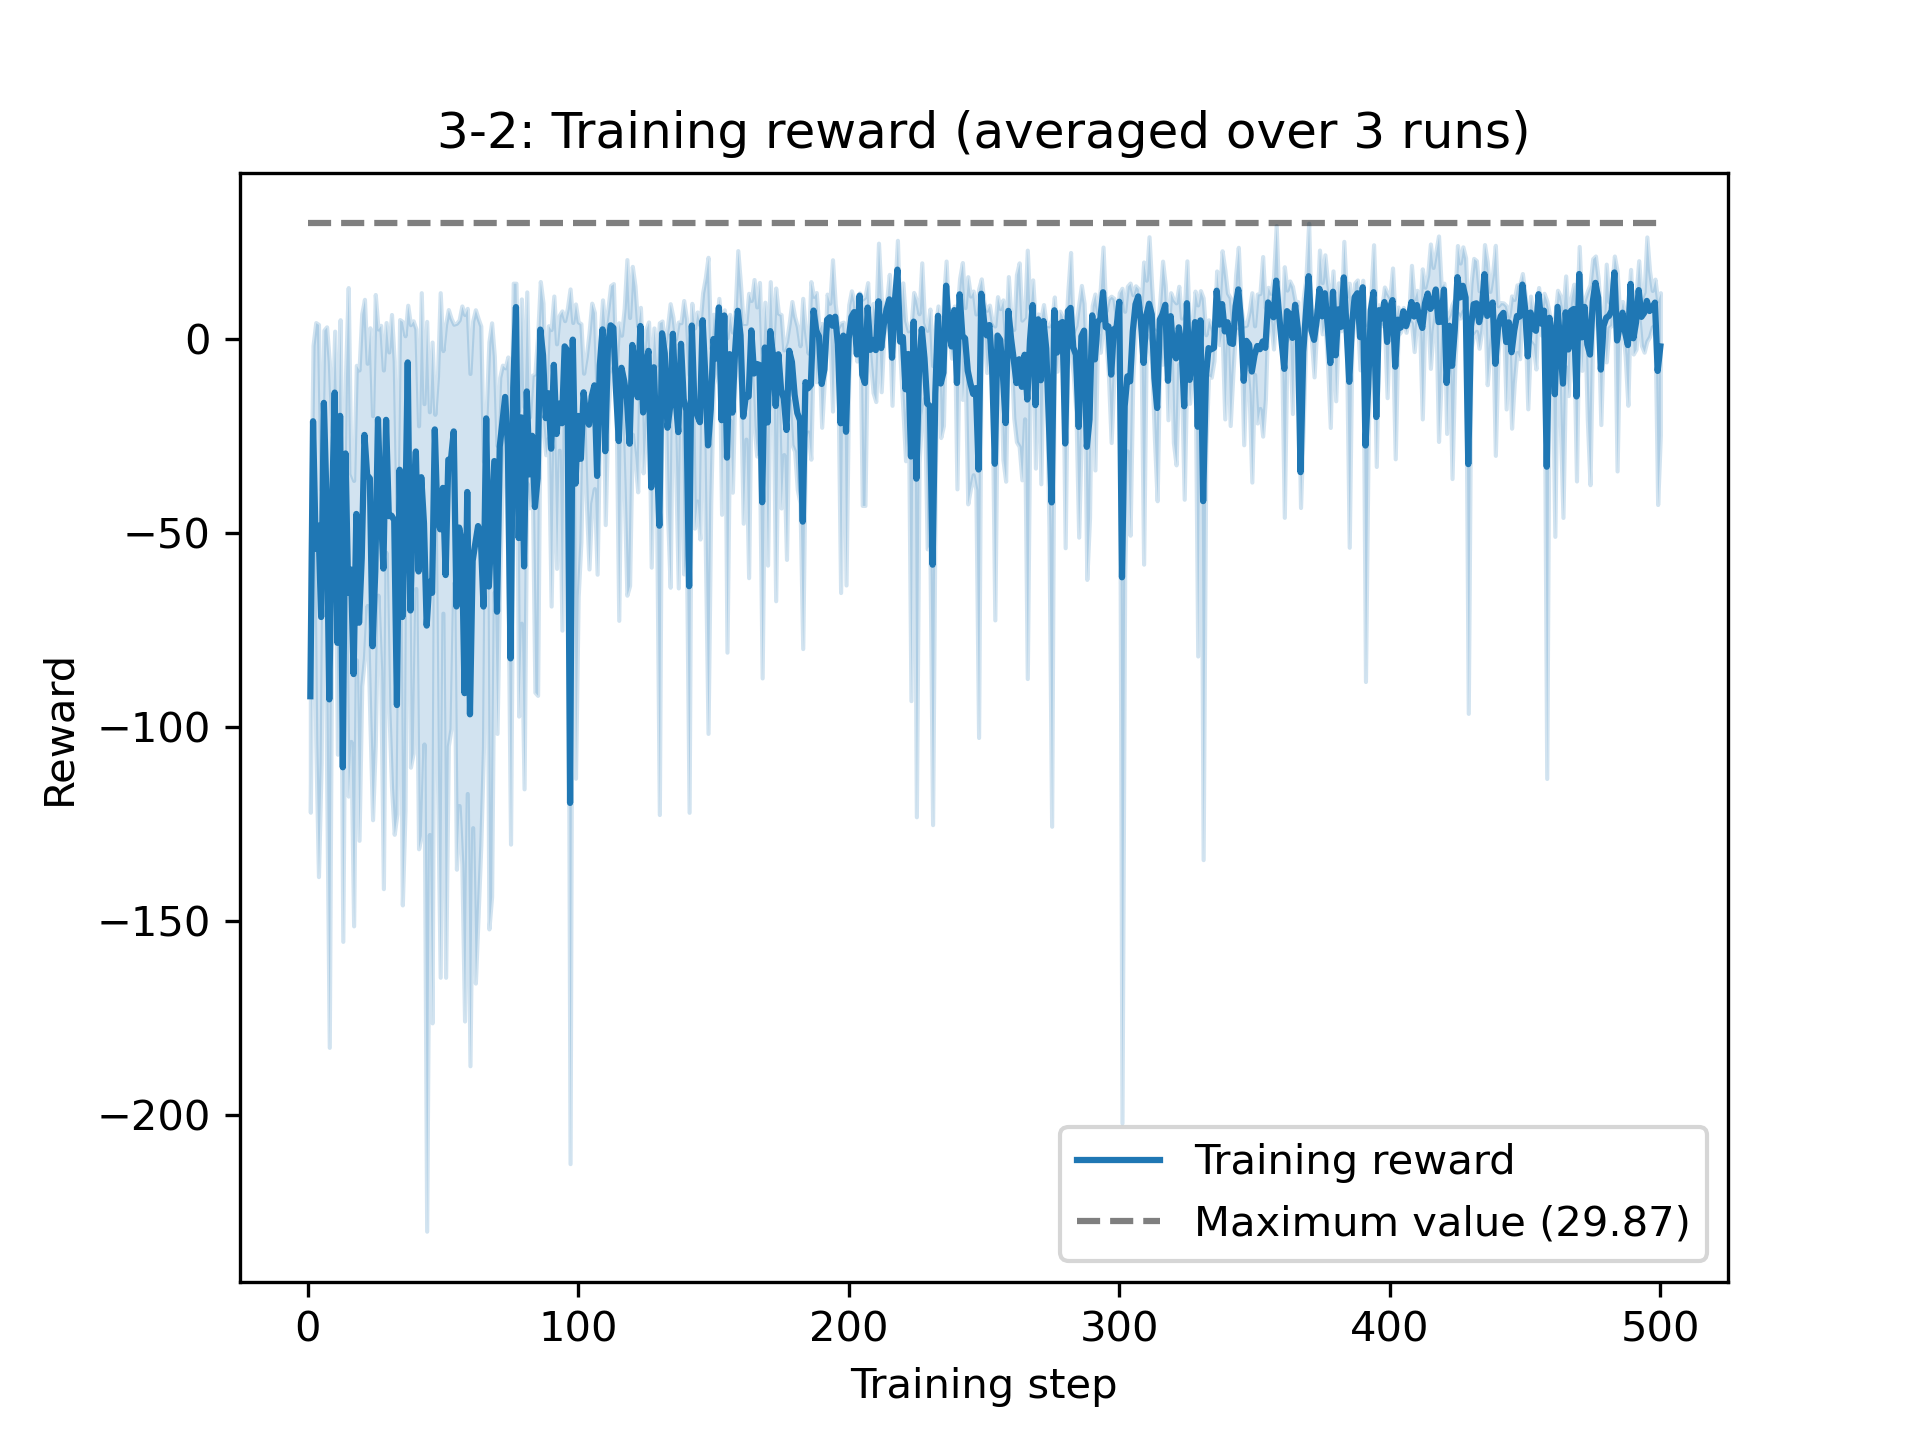 3-2: Training reward (averaged over 3 runs)
Reward
0
−50
−100
−150
−200
Training reward
Maximum value (29.87)
0 100 200 300 400 500
Training step